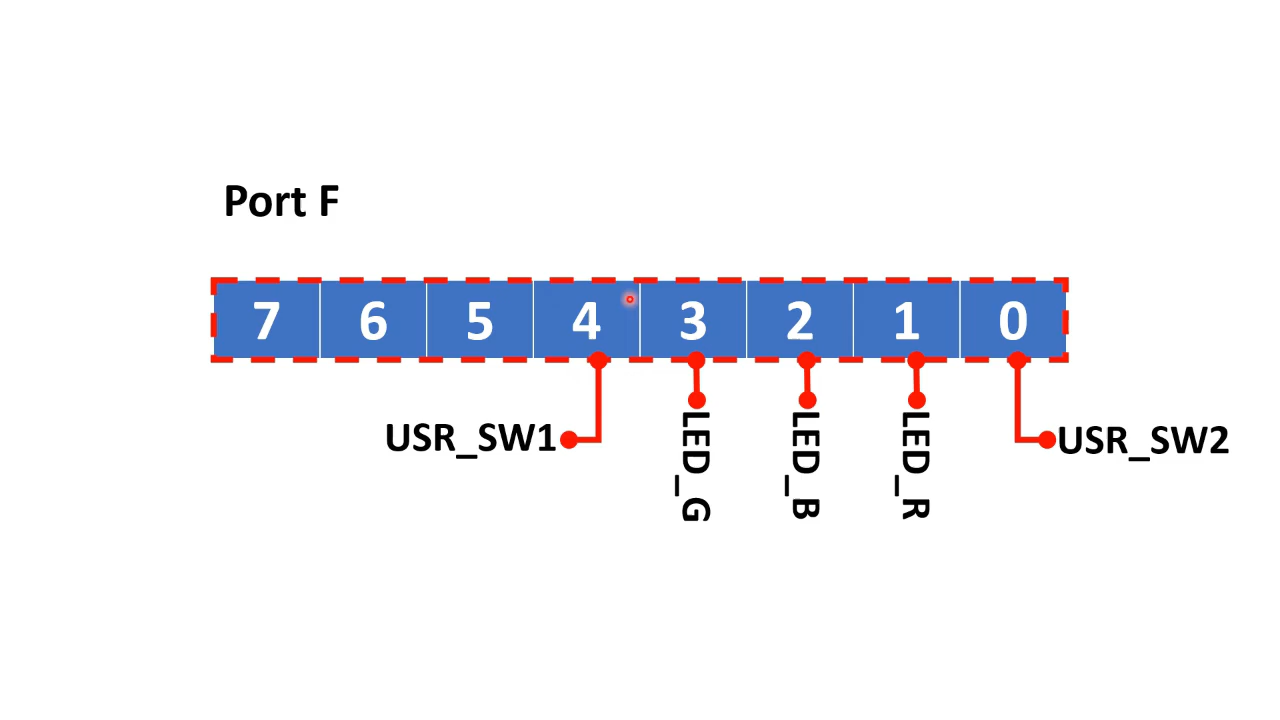 Port F
7 6 5 4 3 2 1 0
USR_SW1
LED_G
LED_B
LED_R
USR_SW2